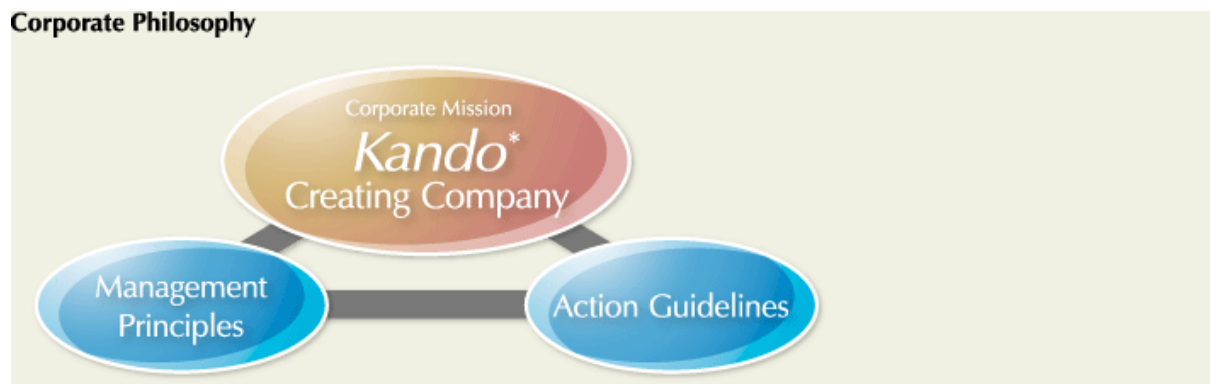 Corporate Philosophy
Corporate Mission
Kando*
Creating Company
Management
Principles
Action Guidelines